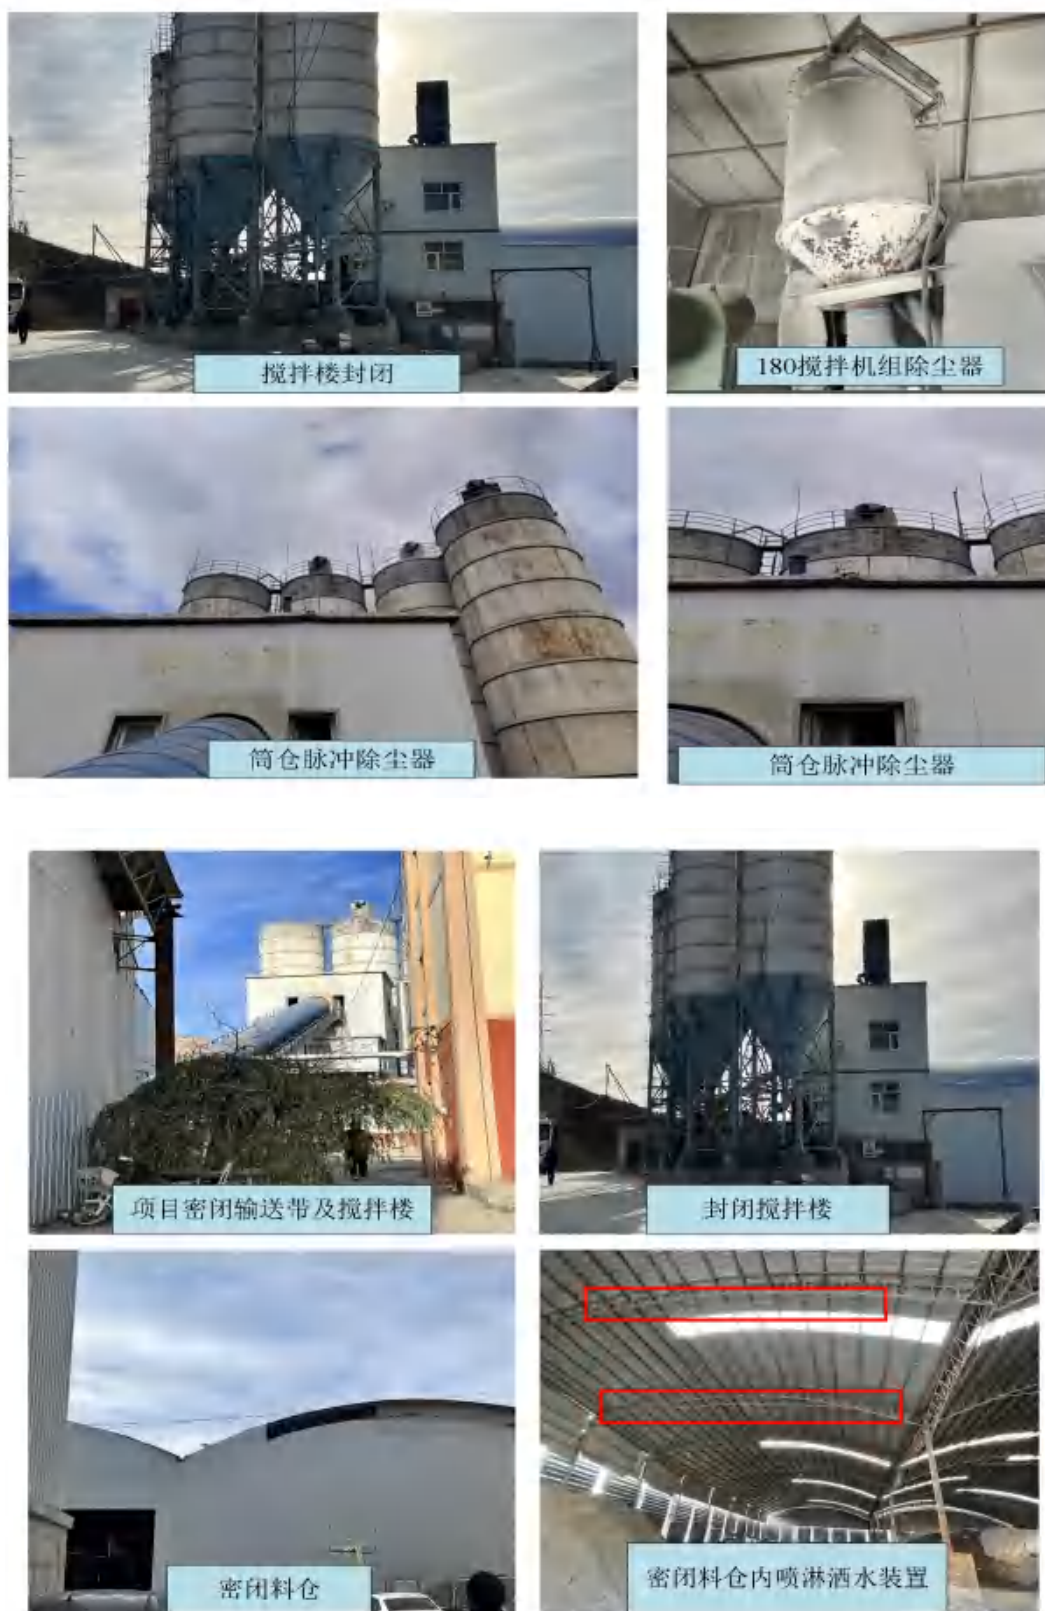 搅拌楼封闭
180搅拌机组除尘器
筒仓脉冲除尘器
筒仓脉冲除尘器
项目密闭输送带及搅拌楼
封闭搅拌楼
密闭料仓
密闭料仓内喷淋洒水装置